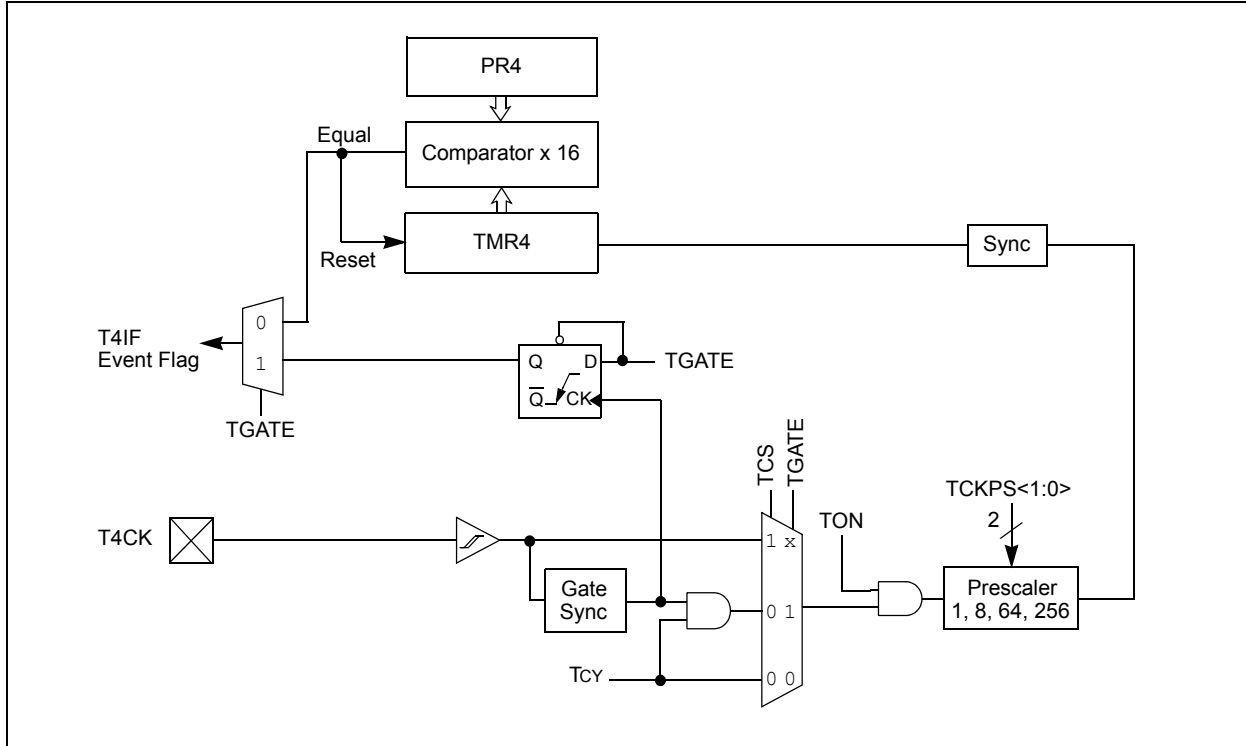 PR4
Equal
Comparator x 16
TMR4
Reset
Sync
T4IF
Event Flag
0
1
TGATE
Q
D
Q
CK
TGATE
TCS
TGATE
TCKPS<1:0>
2
TON
T4CK
1 x
Gate
Sync
0 1
Prescaler
1, 8, 64, 256
TCY
0 0